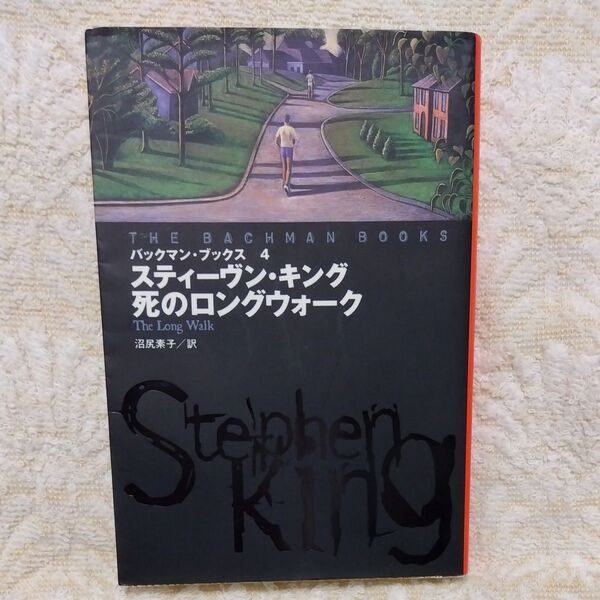 THE BACHMAN BOOKS
バックマン・ブックス 4
スティーヴン・キング
死のロングウォーク
The Long Walk
沼尻素子/訳
Stephen
King